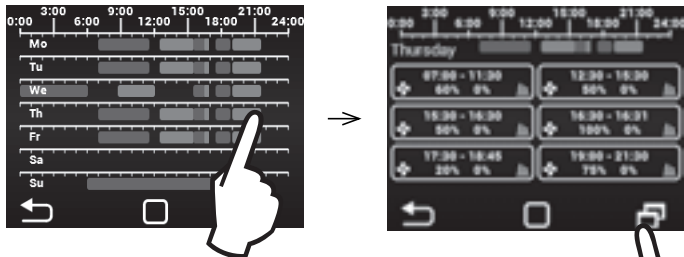 3:00 9:00 15:00 21:00
0:00 6:00 12:00 18:00 24:00
Mo
Tu
We
Th
Fr
Sa
Su
3:00 9:00 15:00 21:00
0:00 6:00 12:00 18:00 24:00
Thursday
07:00 - 11:30 12:30 - 15:30
60% 0% 50% 0%
15:30 - 16:30 16:30 - 16:31
50% 0% 100% 0%
17:30 - 18:45 19:00 - 21:30
20% 0% 75% 0%